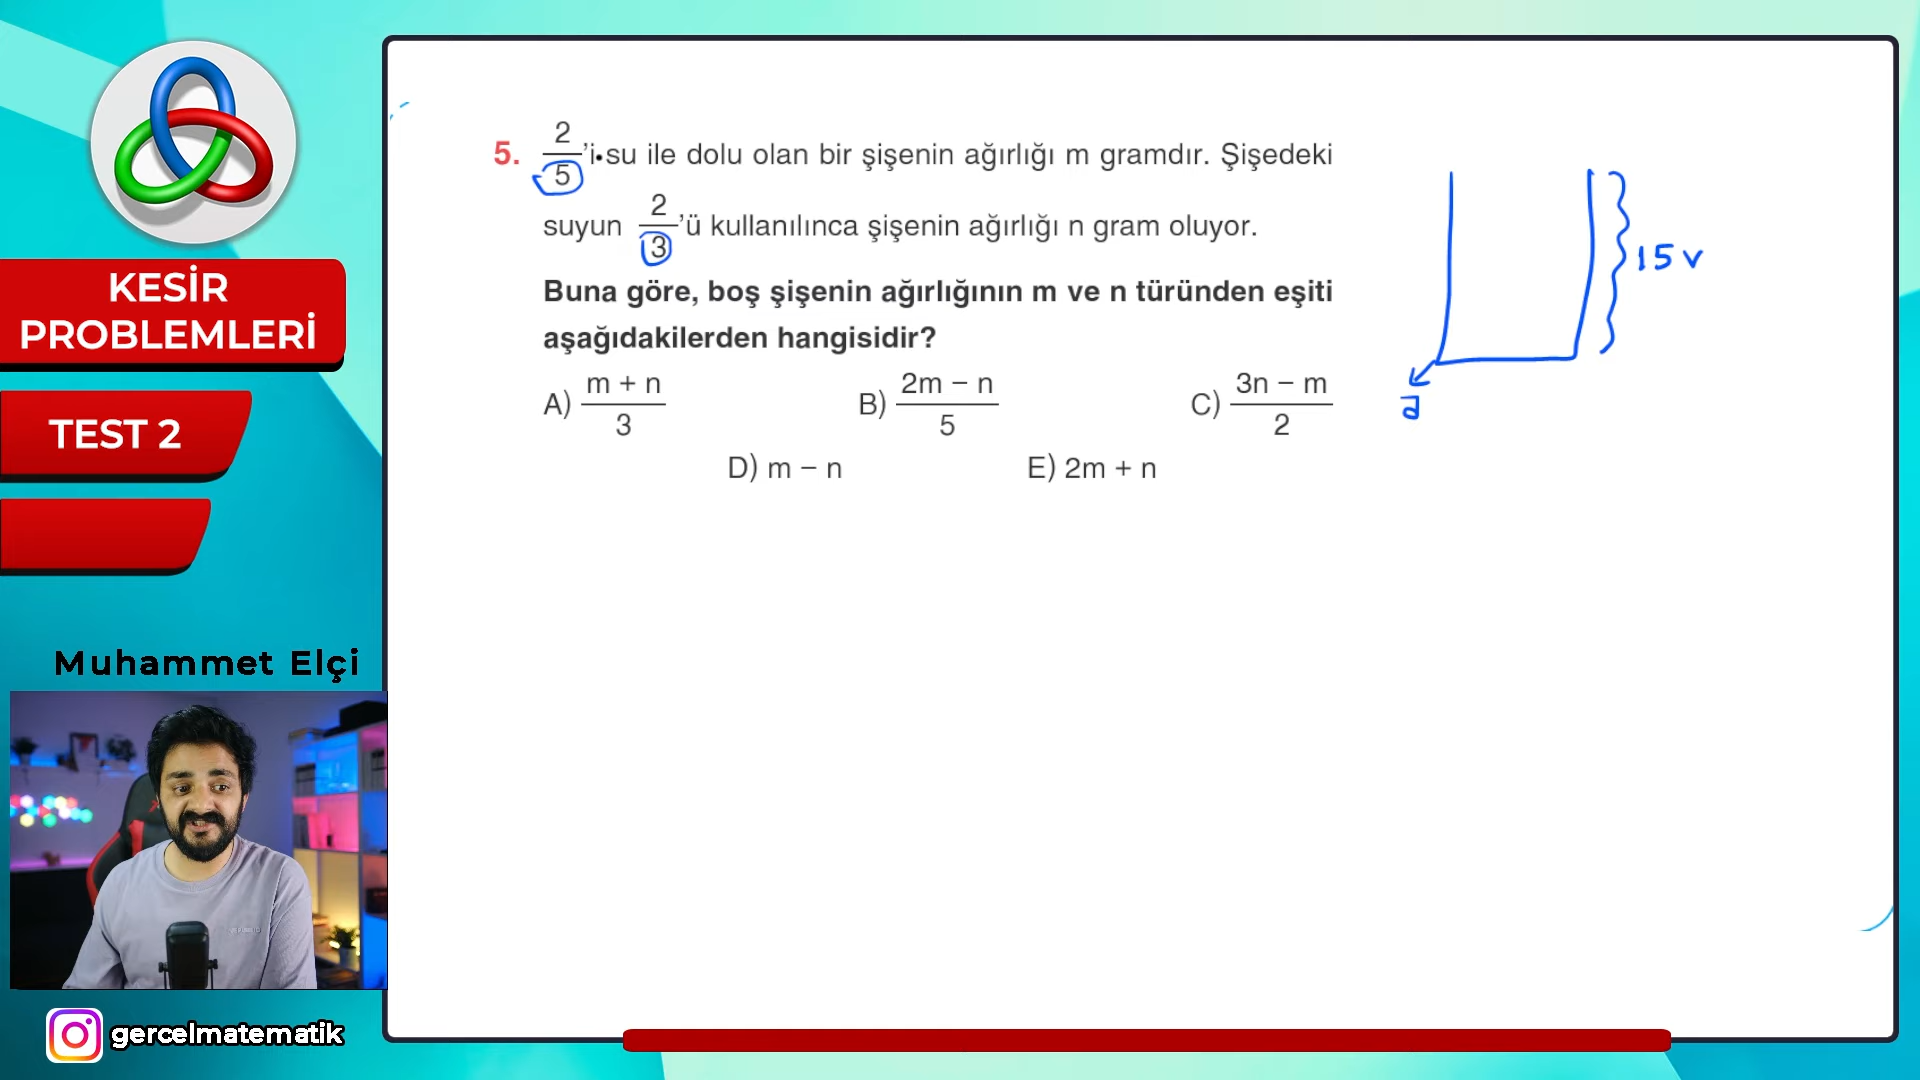 KESİR
PROBLEMLERİ
TEST 2
Muhammet Elçi
gercelmatematik
5. 2/5 'i su ile dolu olan bir şişenin ağırlığı m gramdır. Şişedeki
suyun 2/3 'ü kullanılınca şişenin ağırlığı n gram oluyor.
Buna göre, boş şişenin ağırlığının m ve n türünden eşiti
aşağıdakilerden hangisidir?
A) (m + n)/3 B) (2m − n)/5 C) (3n − m)/2
D) m − n E) 2m + n
15 v
a